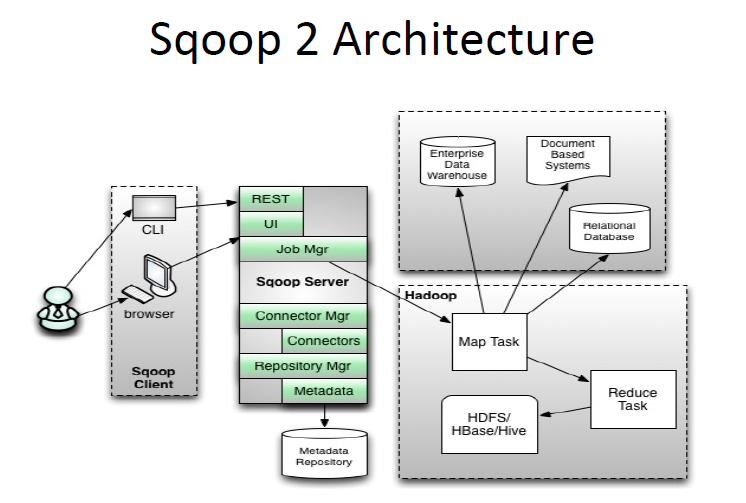 Sqoop 2 Architecture
Enterprise
Data
Warehouse
Document
Based
Systems
Relational
Database
REST
UI
Job Mgr
Sqoop Server
Connector Mgr
Connectors
Repository Mgr
Metadata
CLI
browser
Sqoop
Client
Metadata
Repository
Hadoop
Map Task
Reduce
Task
HDFS/
HBase/Hive